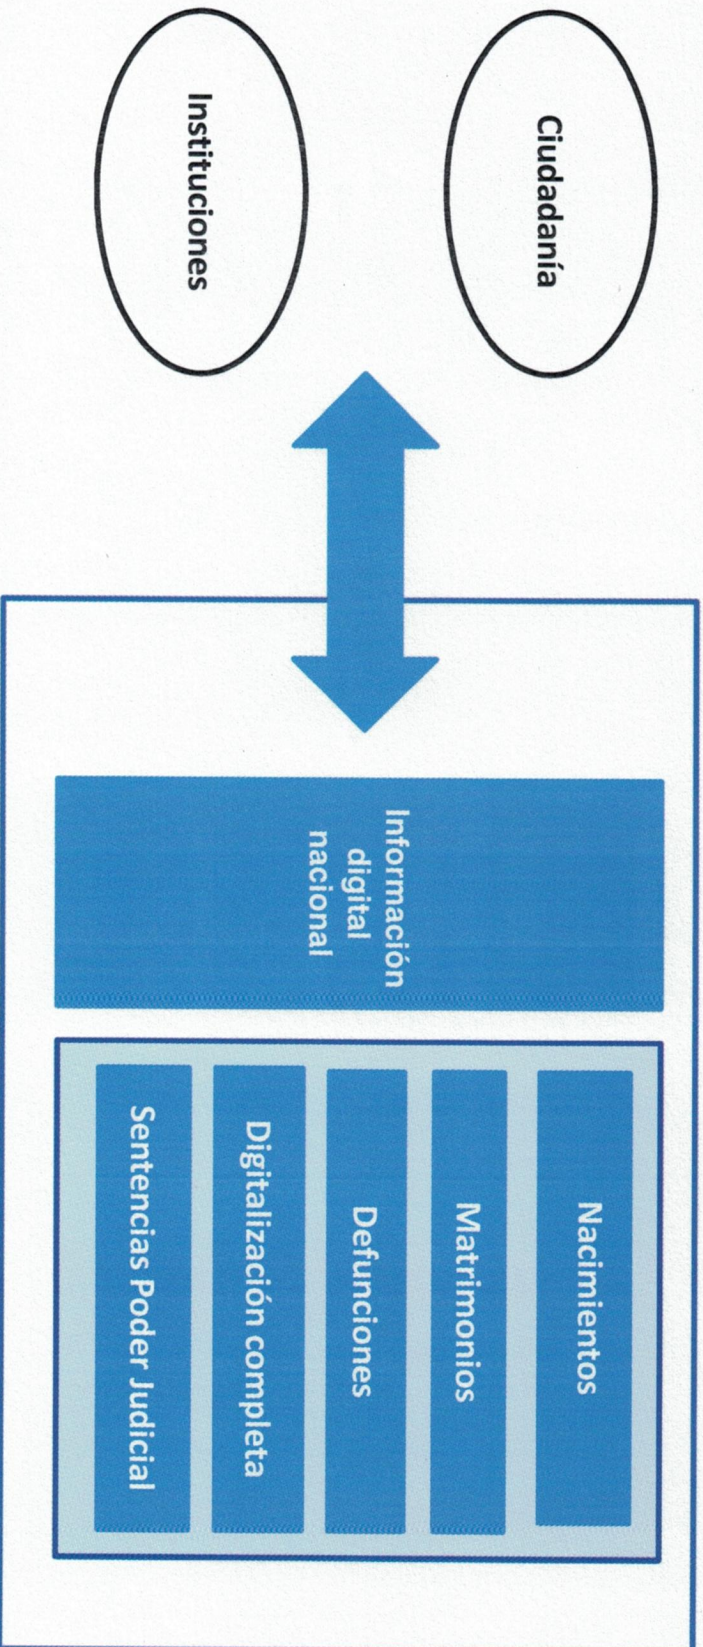 Ciudadanía
Instituciones
Información
digital
nacional
Nacimientos
Matrimonios
Defunciones
Digitalización completa
Sentencias Poder Judicial